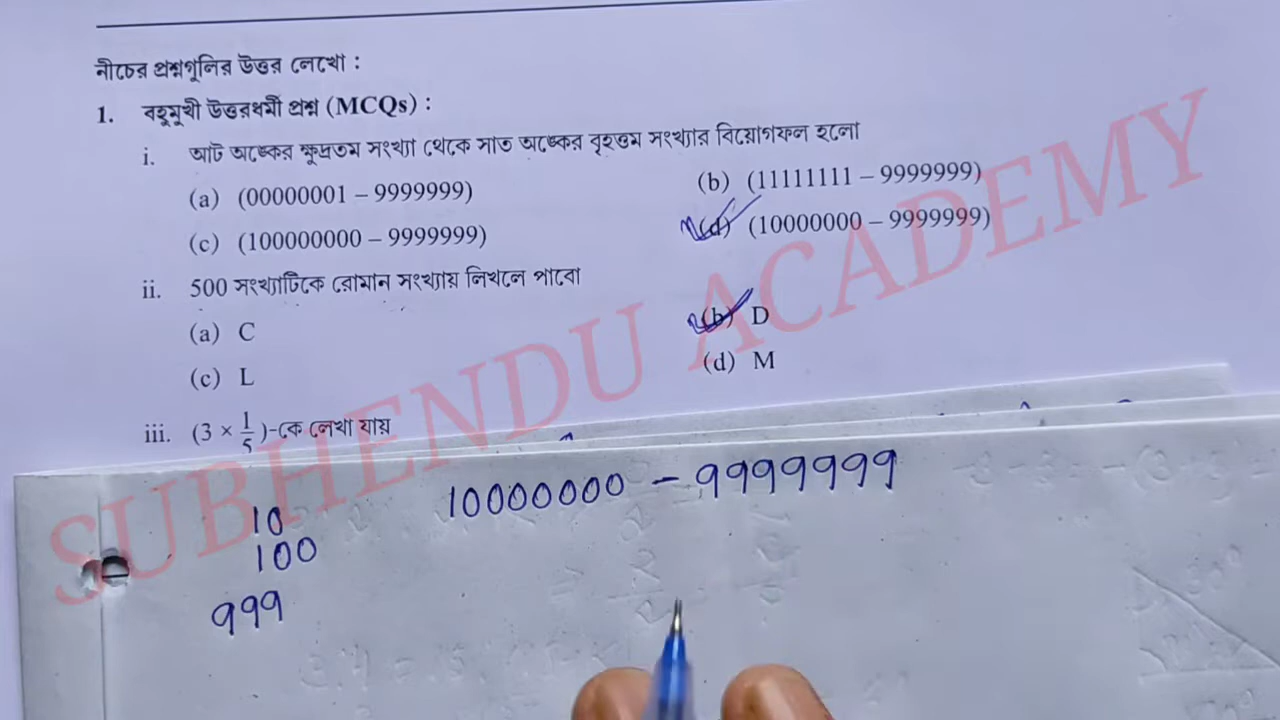 নীচের প্রশ্নগুলির উত্তর লেখো :
1. বহুমুখী উত্তরধর্মী প্রশ্ন (MCQs) :
i. আট অঙ্কের ক্ষুদ্রতম সংখ্যা থেকে সাত অঙ্কের বৃহত্তম সংখ্যার বিয়োগফল হলো
(a) (00000001 – 9999999) (b) (11111111 – 9999999)
(c) (100000000 – 9999999) (d) (10000000 – 9999999)
ii. 500 সংখ্যাটিকে রোমান সংখ্যায় লিখলে পাবো
(a) C (b) D
(c) L (d) M
iii. (3 × 1/5)-কে লেখা যায়
10000000 – 9999999
10
100
999
SUBHENDU ACADEMY